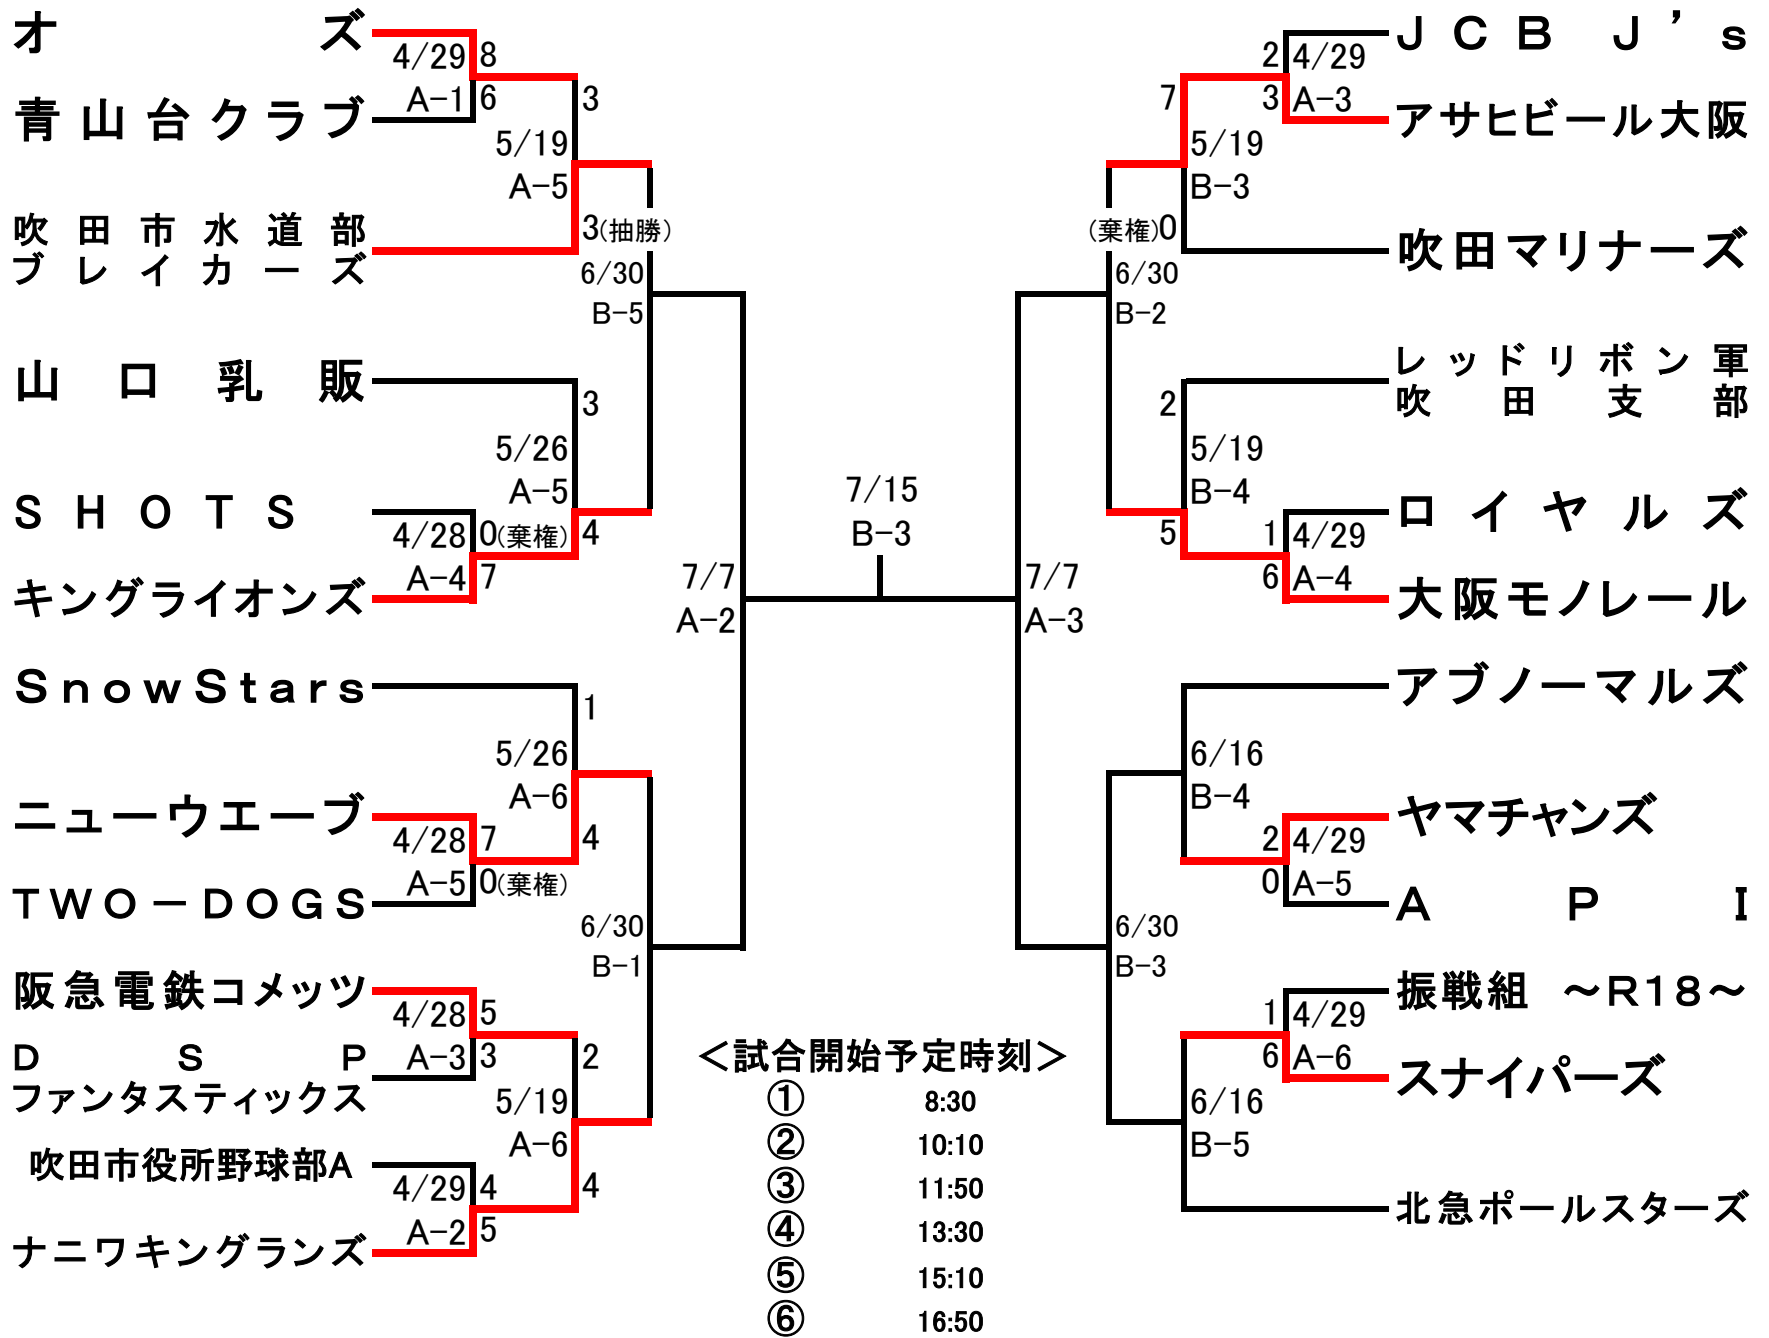 オズ
4/29 8
A-1 6
青山台クラブ
3
5/19
A-5
吹田市水道部
ブレイカーズ
3(抽勝)
6/30
B-5
山口乳販
3
5/26
A-5
SHOTS
4/28 0(棄権) 4
A-4 7
キングライオンズ
7/7
A-2
SnowStars
1
5/26
A-6
ニューウエーブ
4/28 7 4
A-5 0(棄権)
TWO-DOGS
6/30
B-1
阪急電鉄コメッツ
4/28 5
A-3 3
DSP
ファンタスティックス
2
5/19
A-6
吹田市役所野球部A
4/29 4 4
A-2 5
ナニワキングランズ
7/15
B-3
JCB J's
2 4/29
3 A-3
アサヒビール大阪
7
5/19
B-3
(棄権)0
吹田マリナーズ
6/30
B-2
レッドリボン軍
吹田支部
2
5/19
B-4
ロイヤルズ
5 1 4/29
6 A-4
大阪モノレール
7/7
A-3
アブノーマルズ
6/16
B-4
ヤマチャンズ
2 4/29
0 A-5
API
6/30
B-3
振戦組 ～R18～
1 4/29
6 A-6
スナイパーズ
6/16
B-5
北急ポールスターズ
＜試合開始予定時刻＞
① 8:30
② 10:10
③ 11:50
④ 13:30
⑤ 15:10
⑥ 16:50